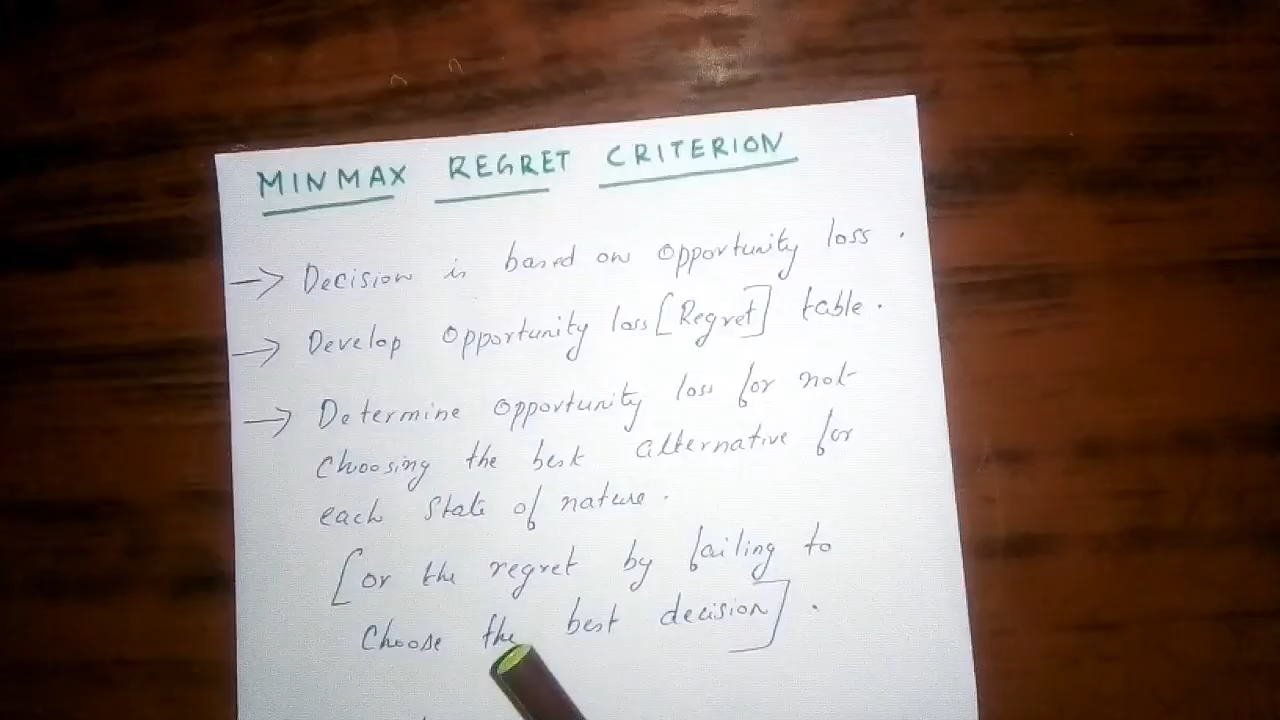 MINMAX REGRET CRITERION
→ Decision is based on opportunity loss.
→ Develop opportunity loss [Regret] table.
→ Determine opportunity loss for not
choosing the best alternative for
each state of nature.
[or the regret by failing to
choose the best decision].